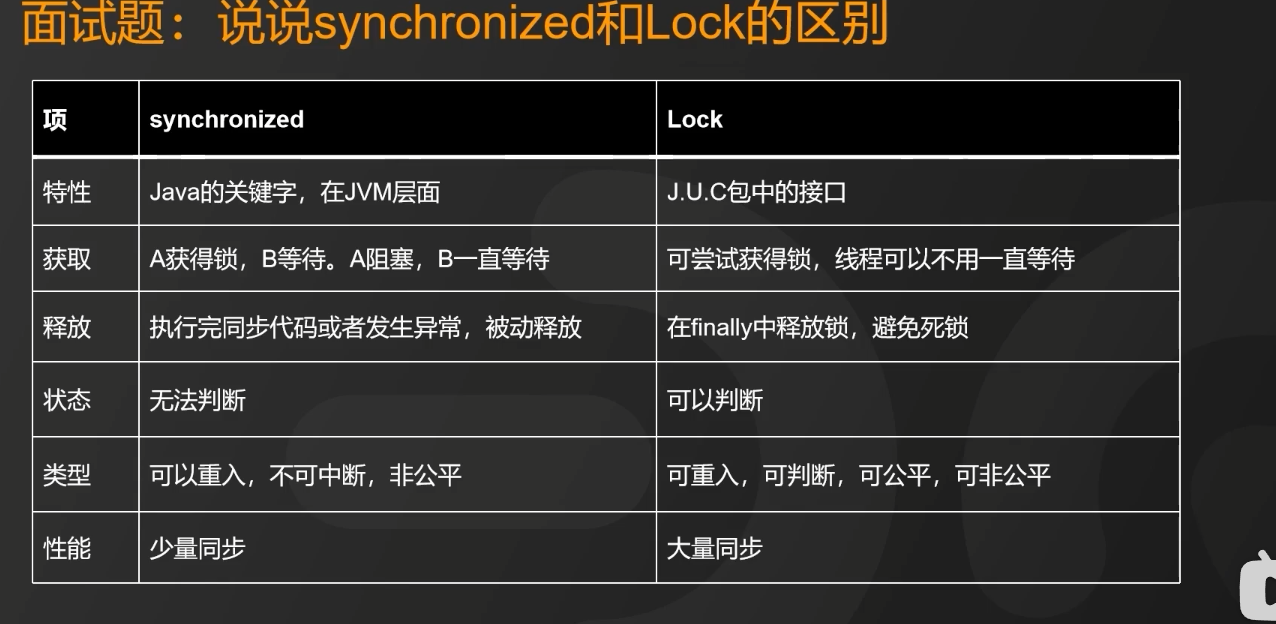 面试题：说说synchronized和Lock的区别
项 synchronized Lock
特性 Java的关键字，在JVM层面 J.U.C包中的接口
获取 A获得锁，B等待。A阻塞，B一直等待 可尝试获得锁，线程可以不用一直等待
释放 执行完同步代码或者发生异常，被动释放 在finally中释放锁，避免死锁
状态 无法判断 可以判断
类型 可以重入，不可中断，非公平 可重入，可判断，可公平，可非公平
性能 少量同步 大量同步